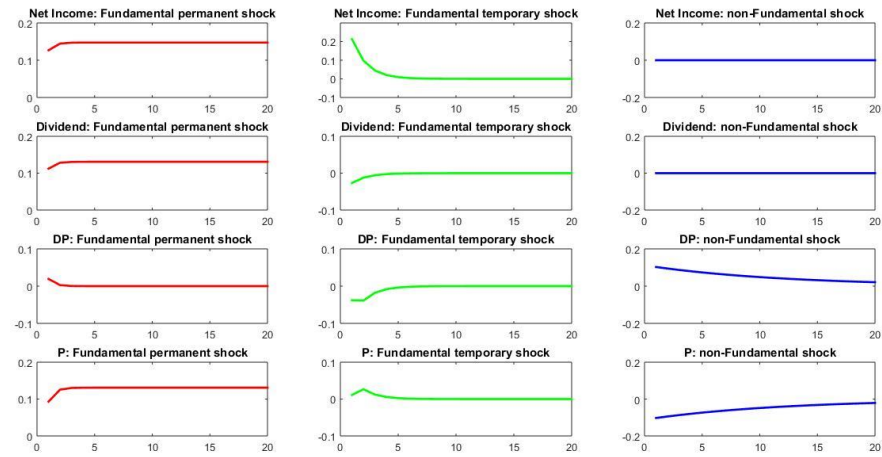 Net Income: Fundamental permanent shock
0.2
0.1
0
0 5 10 15 20
Net Income: Fundamental temporary shock
0.2
0.1
0
-0.1
0 5 10 15 20
Net Income: non-Fundamental shock
0.2
0
-0.2
0 5 10 15 20
Dividend: Fundamental permanent shock
0.2
0.1
0
0 5 10 15 20
Dividend: Fundamental temporary shock
0.1
0
-0.1
0 5 10 15 20
Dividend: non-Fundamental shock
0.2
0
-0.2
0 5 10 15 20
DP: Fundamental permanent shock
0.1
0
-0.1
0 5 10 15 20
DP: Fundamental temporary shock
0.1
0
-0.1
0 5 10 15 20
DP: non-Fundamental shock
0.2
0
-0.2
0 5 10 15 20
P: Fundamental permanent shock
0.2
0.1
0
0 5 10 15 20
P: Fundamental temporary shock
0.1
0
-0.1
0 5 10 15 20
P: non-Fundamental shock
0.2
0
-0.2
0 5 10 15 20